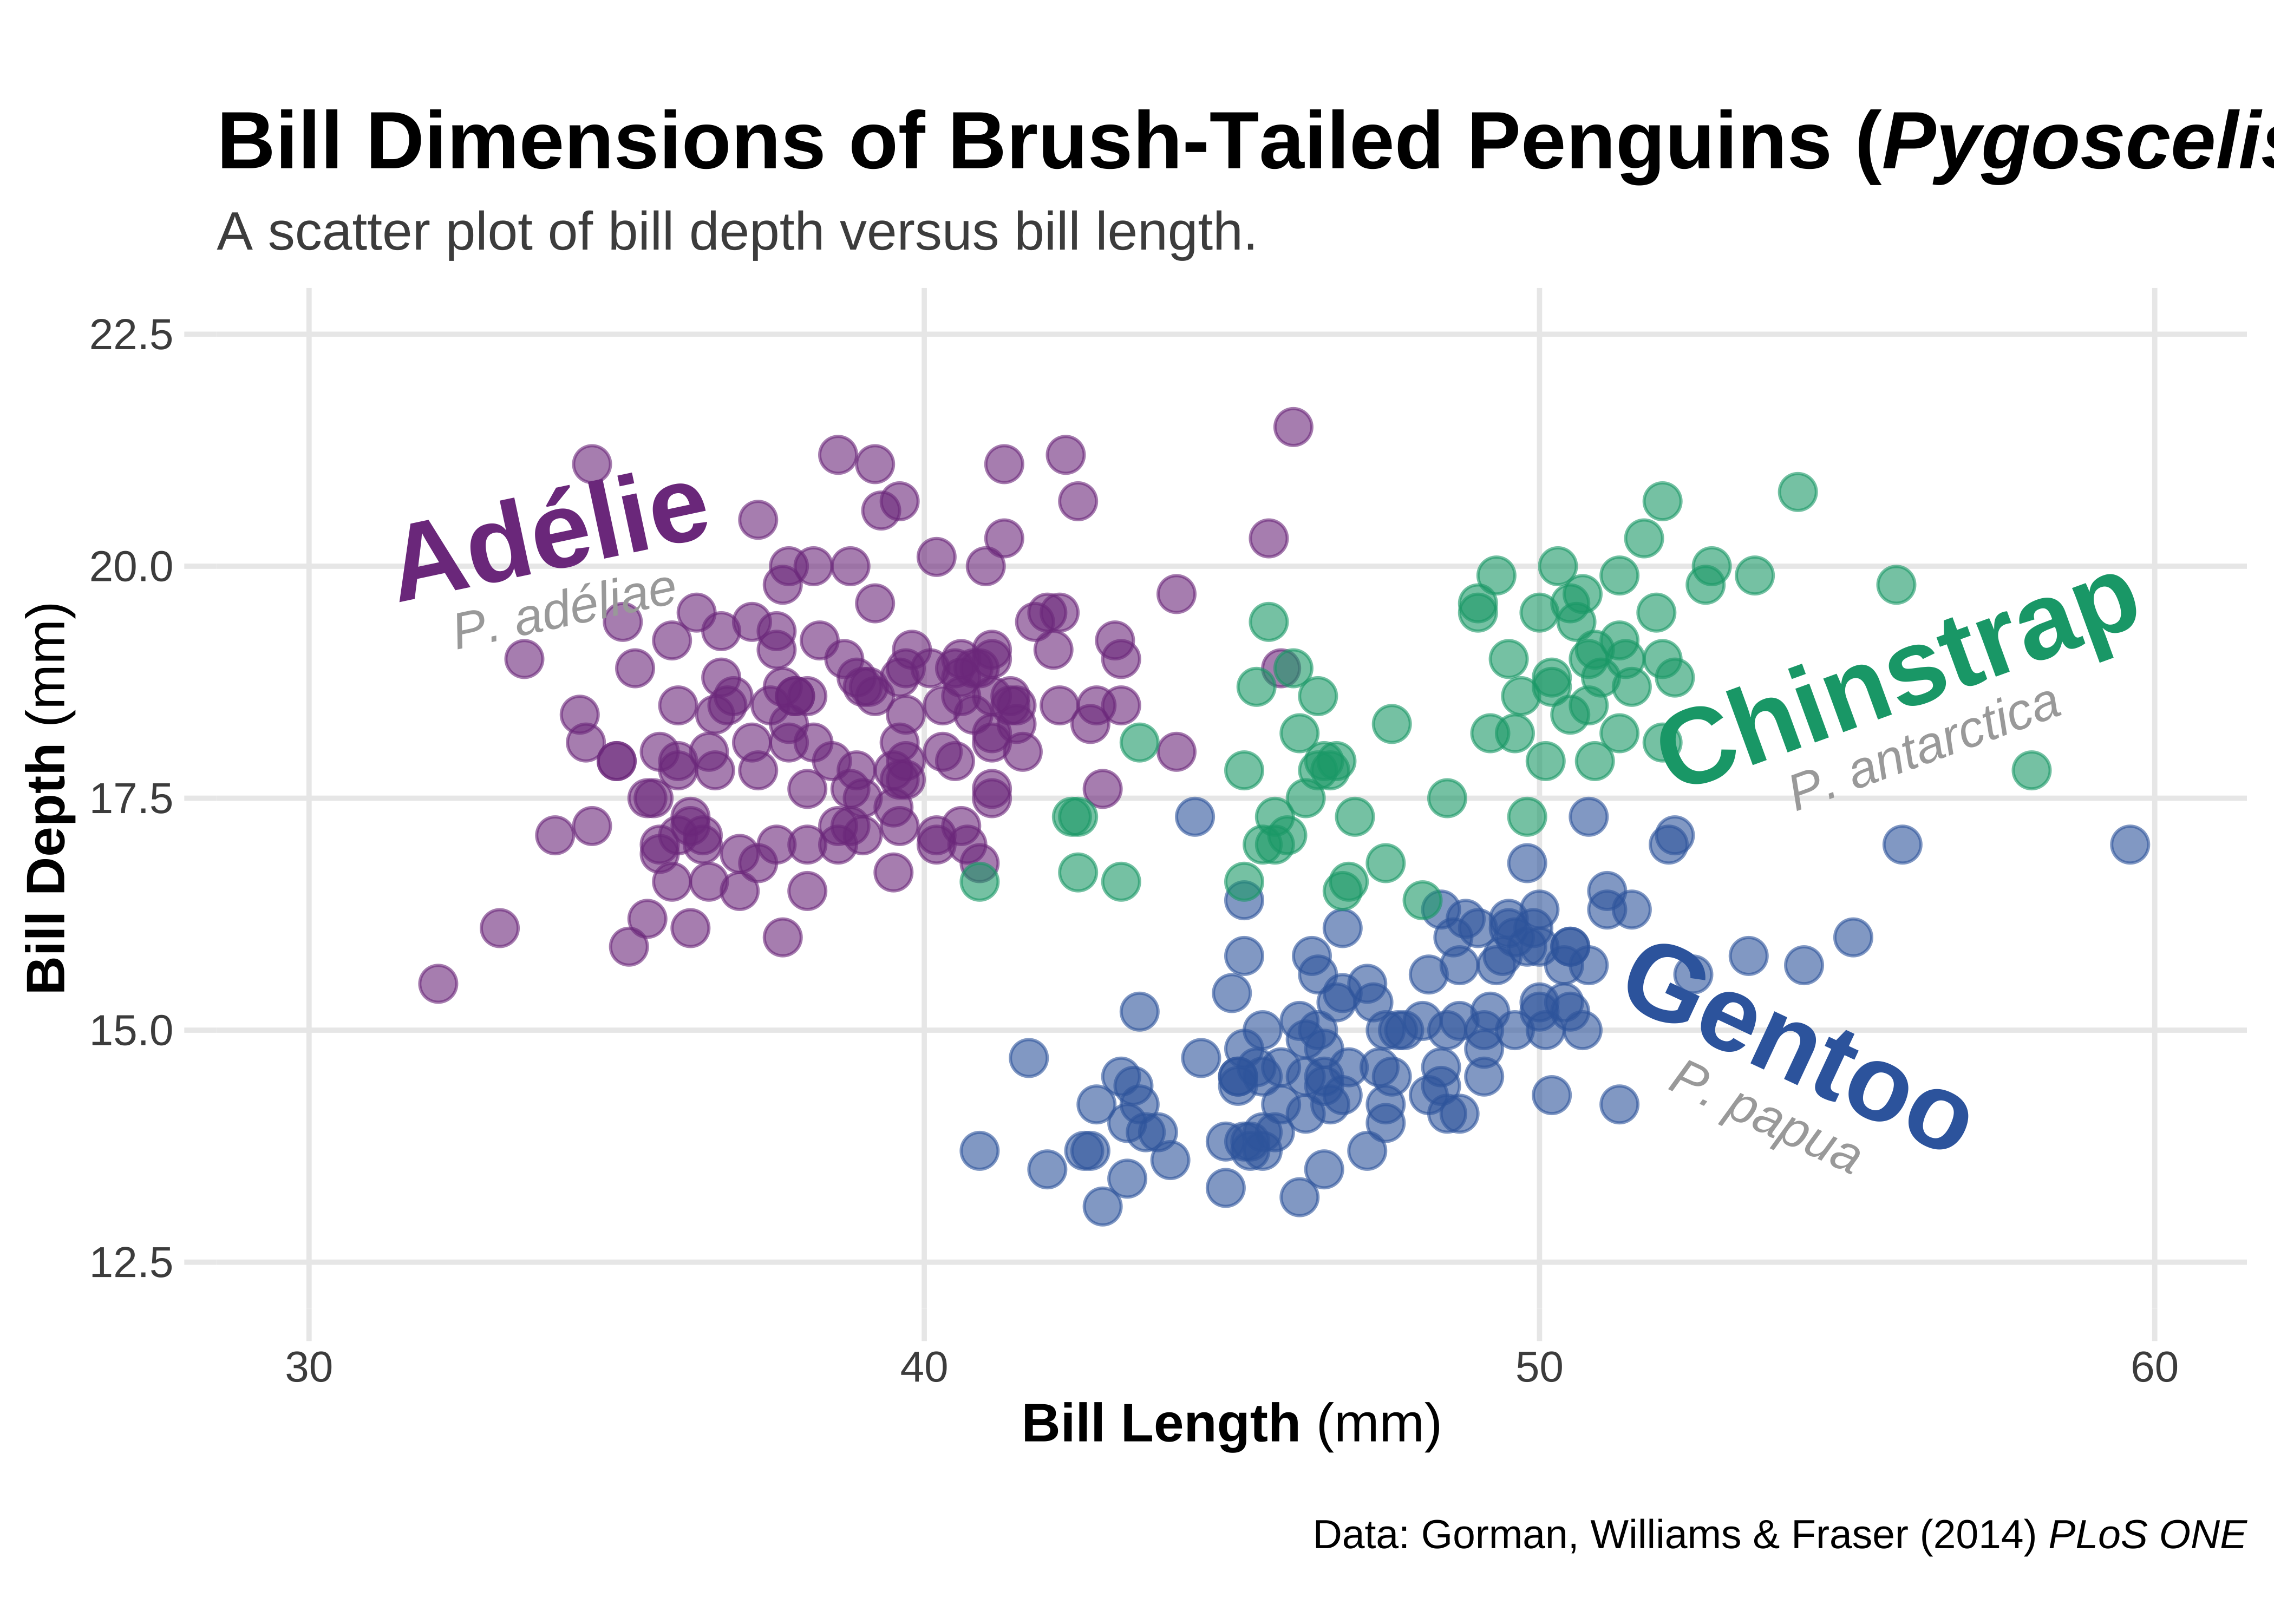 Bill Dimensions of Brush-Tailed Penguins (Pygoscelis
A scatter plot of bill depth versus bill length.
22.5
20.0
17.5
15.0
12.5
Bill Depth (mm)
Adélie
P. adéliae
Chinstrap
P. antarctica
Gentoo
P. papua
30
40
50
60
Bill Length (mm)
Data: Gorman, Williams & Fraser (2014) PLoS ONE